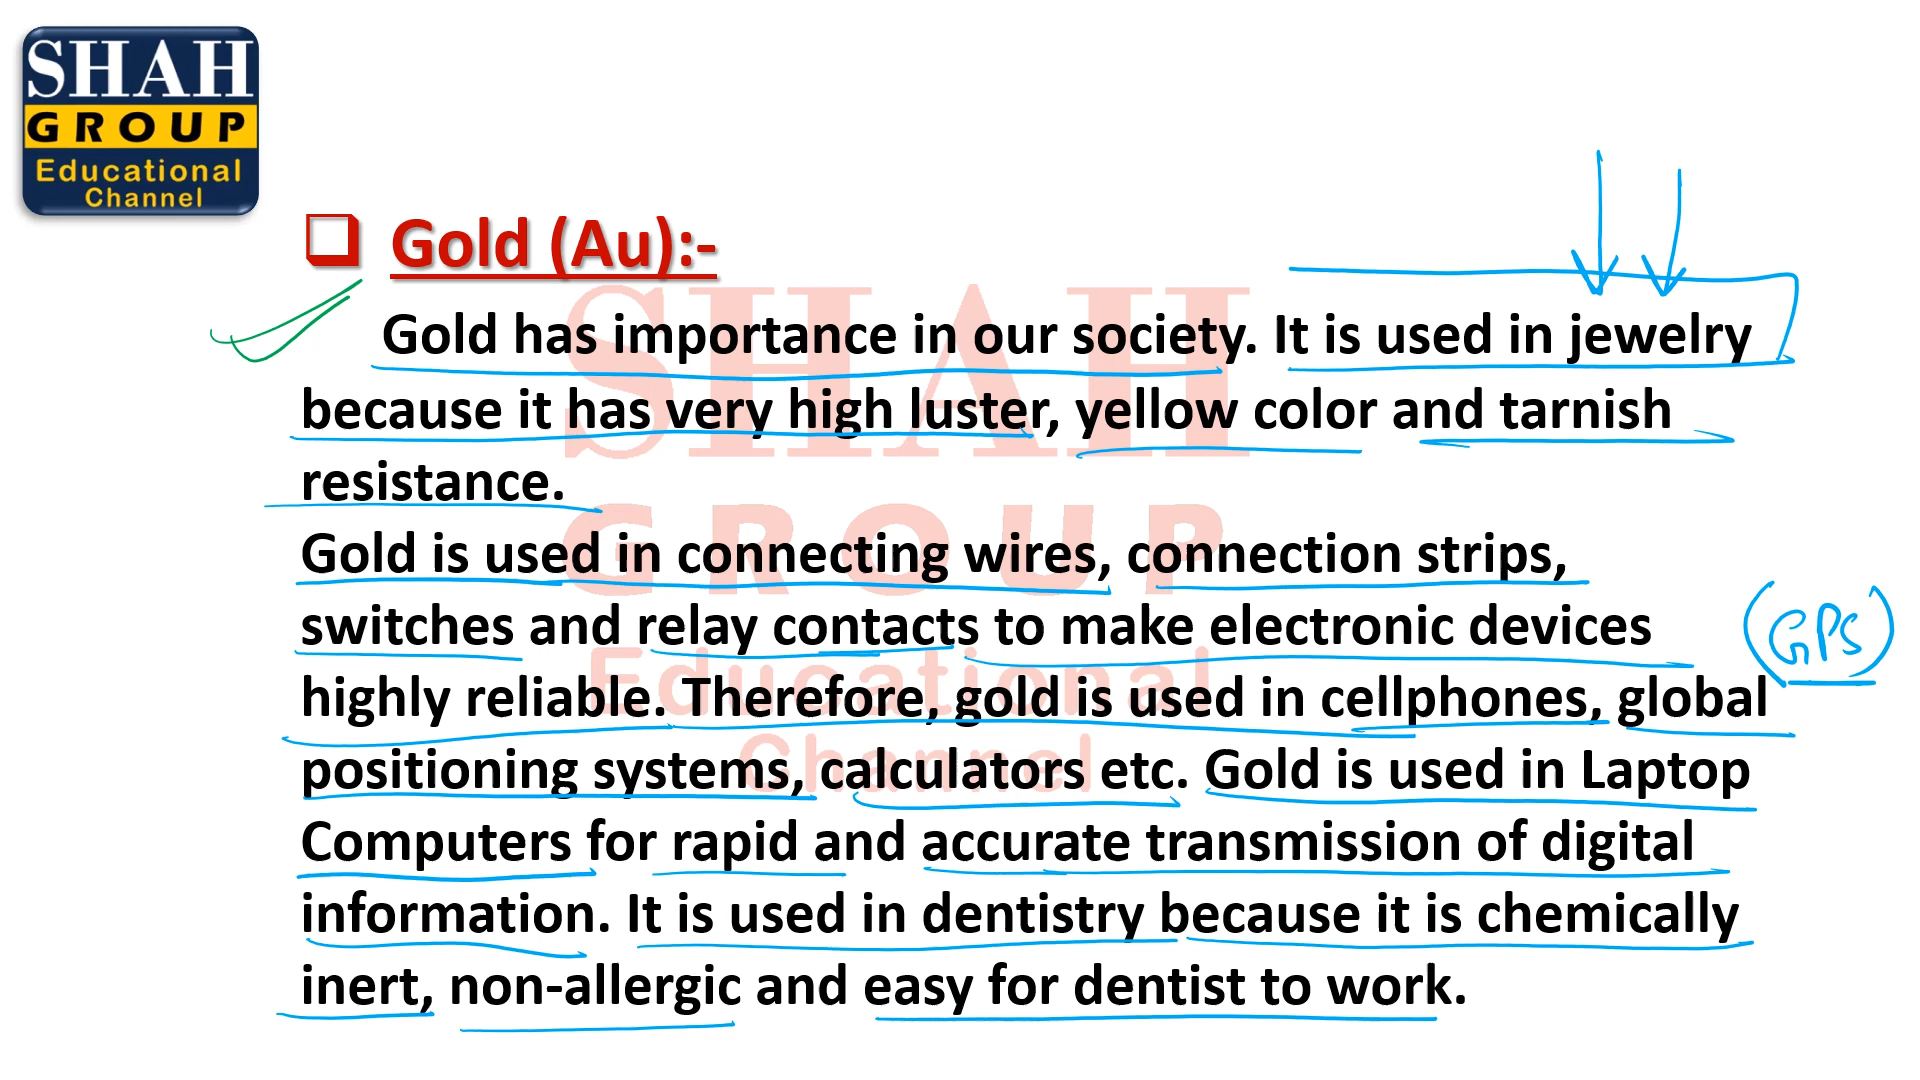 SHAH
GROUP
Educational
Channel
❑ Gold (Au):-
Gold has importance in our society. It is used in jewelry
because it has very high luster, yellow color and tarnish
resistance.
Gold is used in connecting wires, connection strips,
switches and relay contacts to make electronic devices
(GPS)
highly reliable. Therefore, gold is used in cellphones, global
positioning systems, calculators etc. Gold is used in Laptop
Computers for rapid and accurate transmission of digital
information. It is used in dentistry because it is chemically
inert, non-allergic and easy for dentist to work.
SHAH
GROUP
Educational
Channel